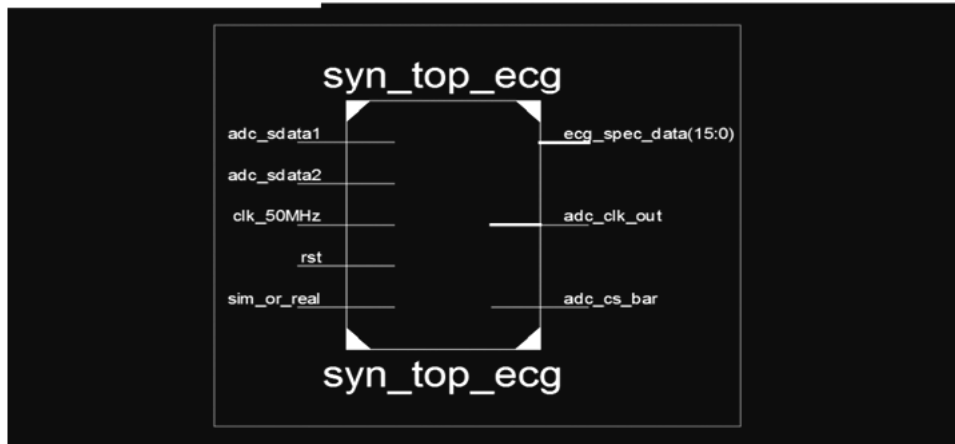 syn_top_ecg
adc_sdata1
ecg_spec_data(15:0)
adc_sdata2
clk_50MHz
adc_clk_out
rst
sim_or_real
adc_cs_bar
syn_top_ecg